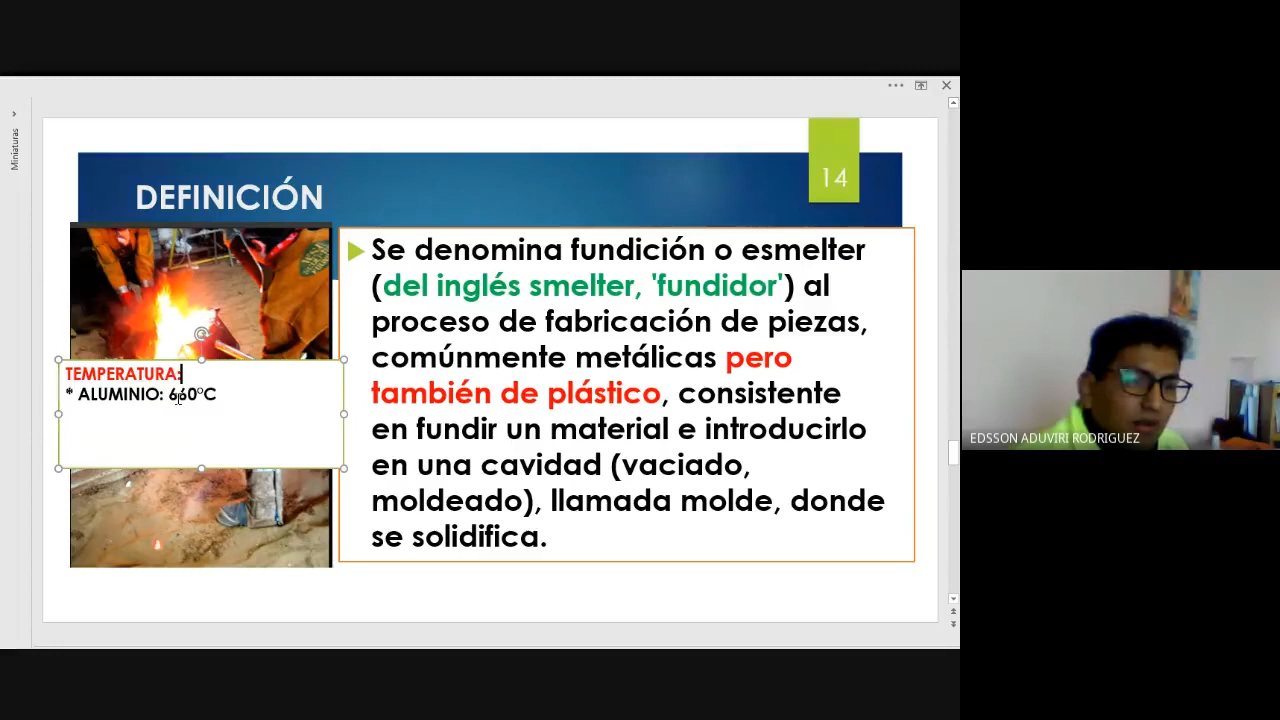 Miniaturas
14
DEFINICIÓN
Se denomina fundición o esmelter
(del inglés smelter, 'fundidor') al
proceso de fabricación de piezas,
comúnmente metálicas pero
también de plástico, consistente
en fundir un material e introducirlo
en una cavidad (vaciado,
moldeado), llamada molde, donde
se solidifica.
TEMPERATURA:
* ALUMINIO: 660°C
EDSSON ADUVIRI RODRIGUEZ